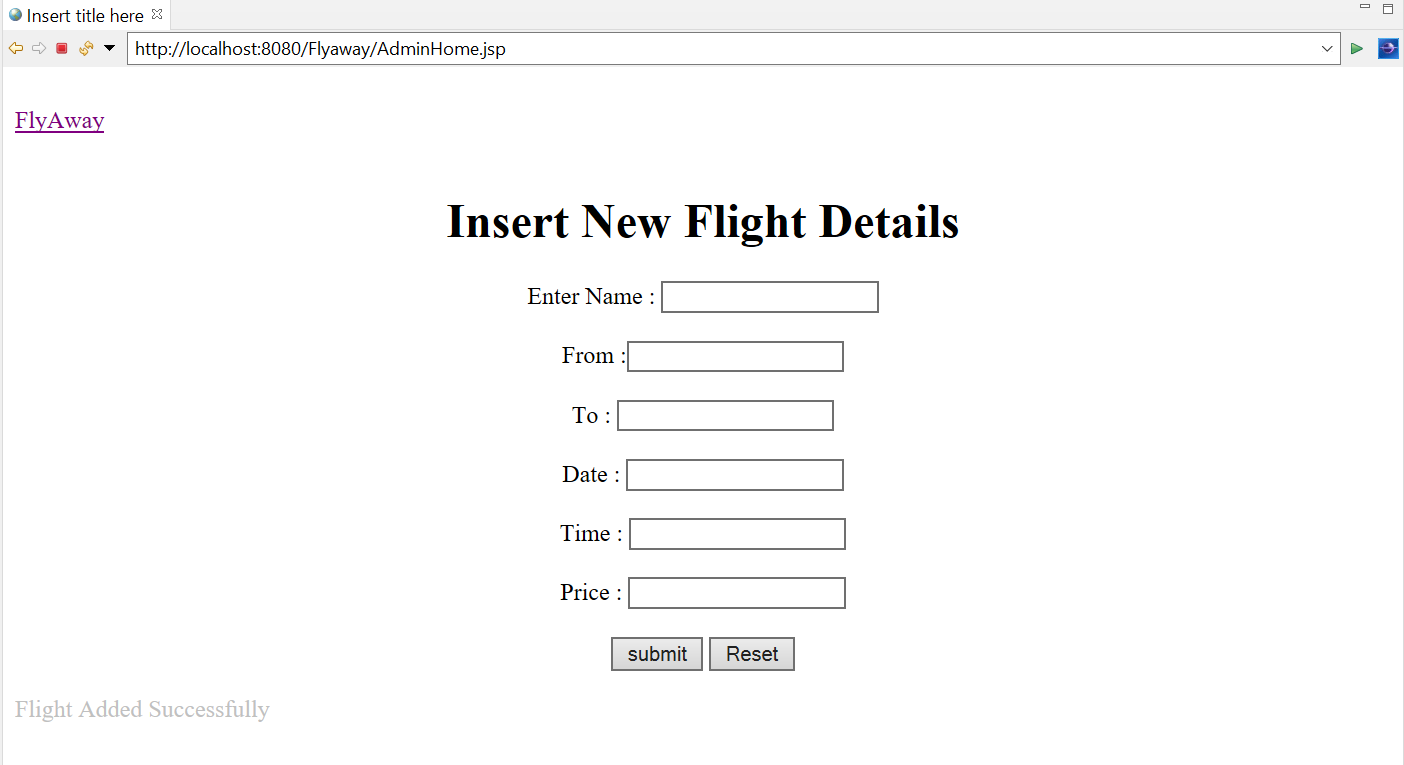 Insert title here
http://localhost:8080/Flyaway/AdminHome.jsp
FlyAway
Insert New Flight Details
Enter Name :
From :
To :
Date :
Time :
Price :
submit Reset
Flight Added Successfully